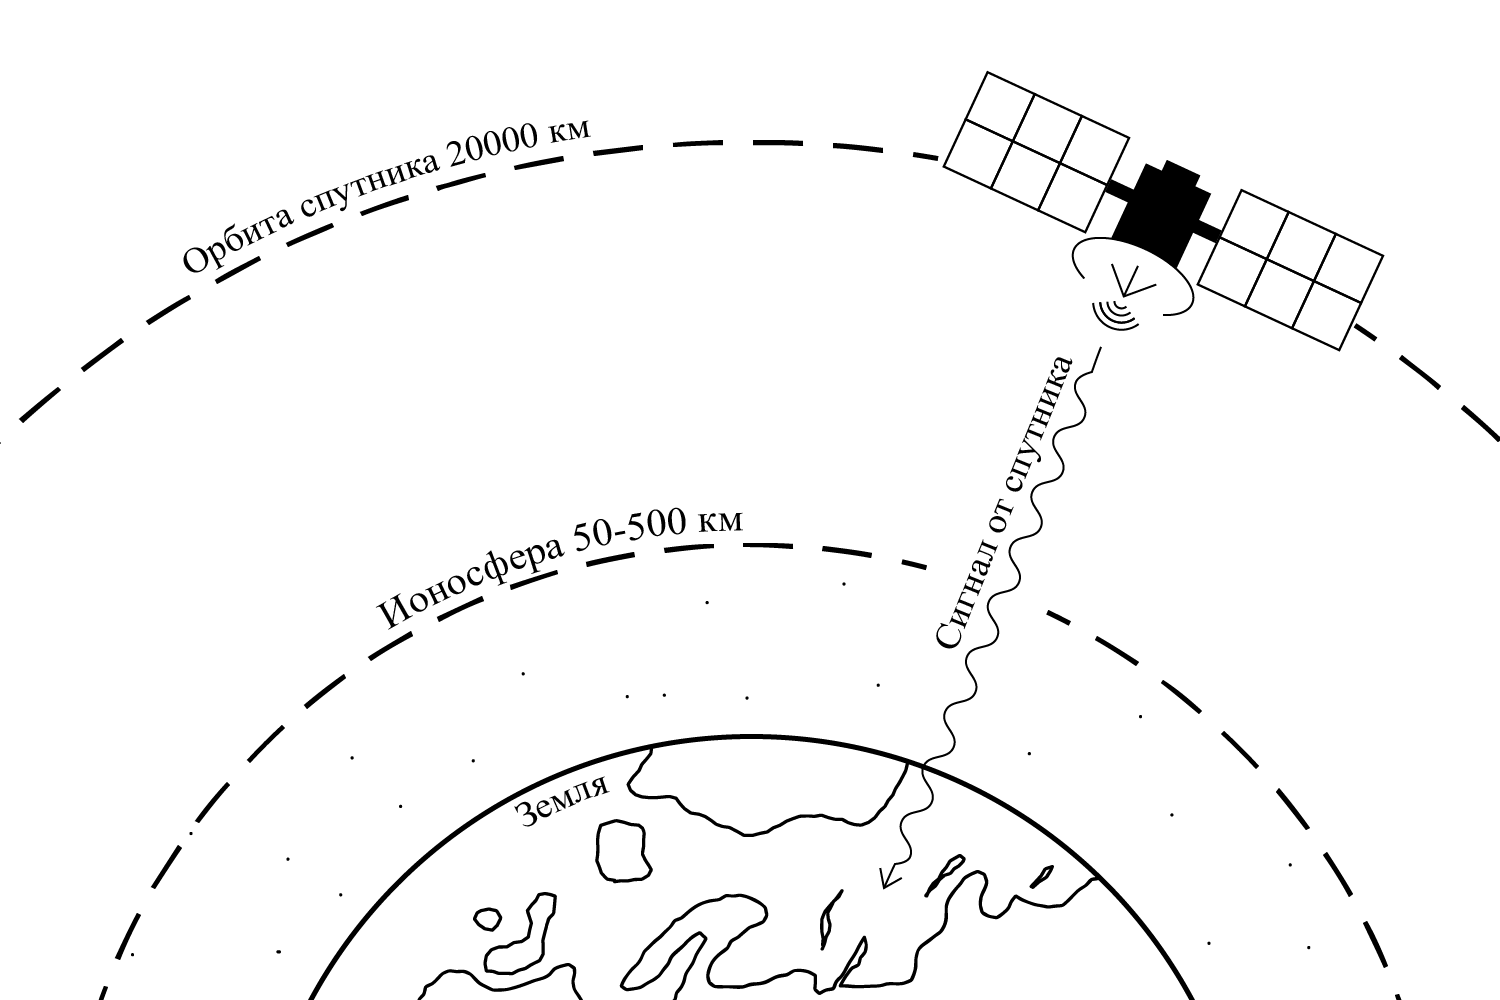 Орбита спутника 20000 км
Сигнал от спутника
Ионосфера 50-500 км
Земля